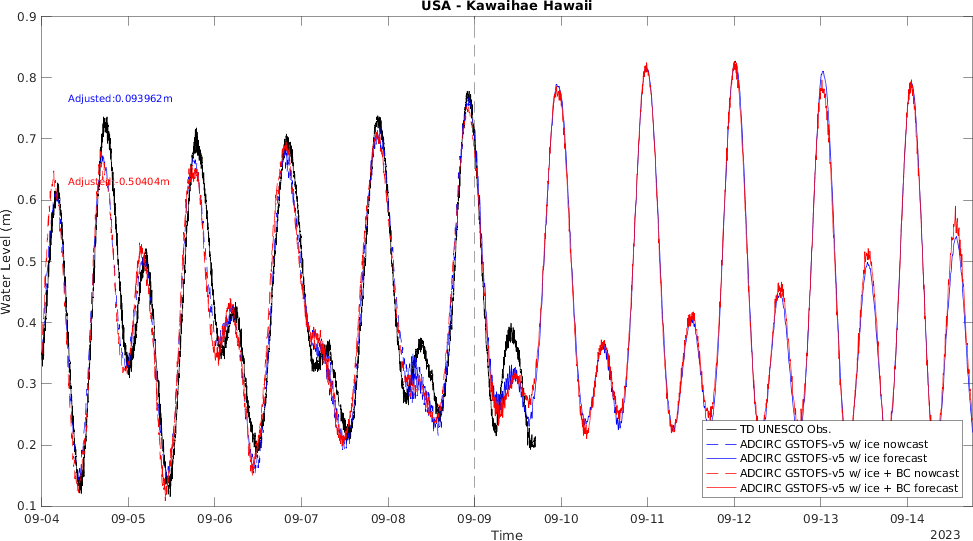 USA - Kawaihae Hawaii
0.9
0.8
0.7
0.6
0.5
0.4
0.3
0.2
0.1
Water Level (m)
Adjusted:0.093962m
Adjusted:-0.50404m
TD UNESCO Obs.
ADCIRC GSTOFS-v5 w/ ice nowcast
ADCIRC GSTOFS-v5 w/ ice forecast
ADCIRC GSTOFS-v5 w/ ice + BC nowcast
ADCIRC GSTOFS-v5 w/ ice + BC forecast
09-04 09-05 09-06 09-07 09-08 09-09 09-10 09-11 09-12 09-13 09-14
Time
2023